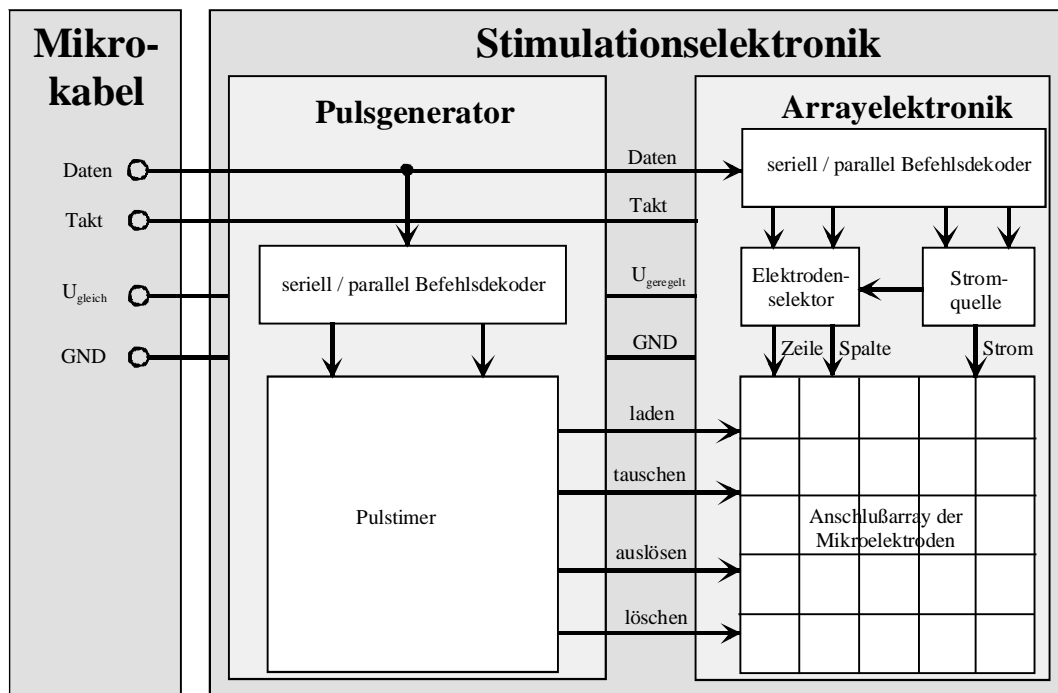 Mikro-
kabel
Stimulationselektronik
Pulsgenerator
Arrayelektronik
Daten
Daten
seriell / parallel Befehlsdekoder
Takt
Takt
seriell / parallel Befehlsdekoder
U gleich
U geregelt
Elektroden-
selektor
Strom-
quelle
GND
GND
Zeile
Spalte
Strom
laden
tauschen
Pulstimer
Anschlußarray der
Mikroelektroden
auslösen
löschen